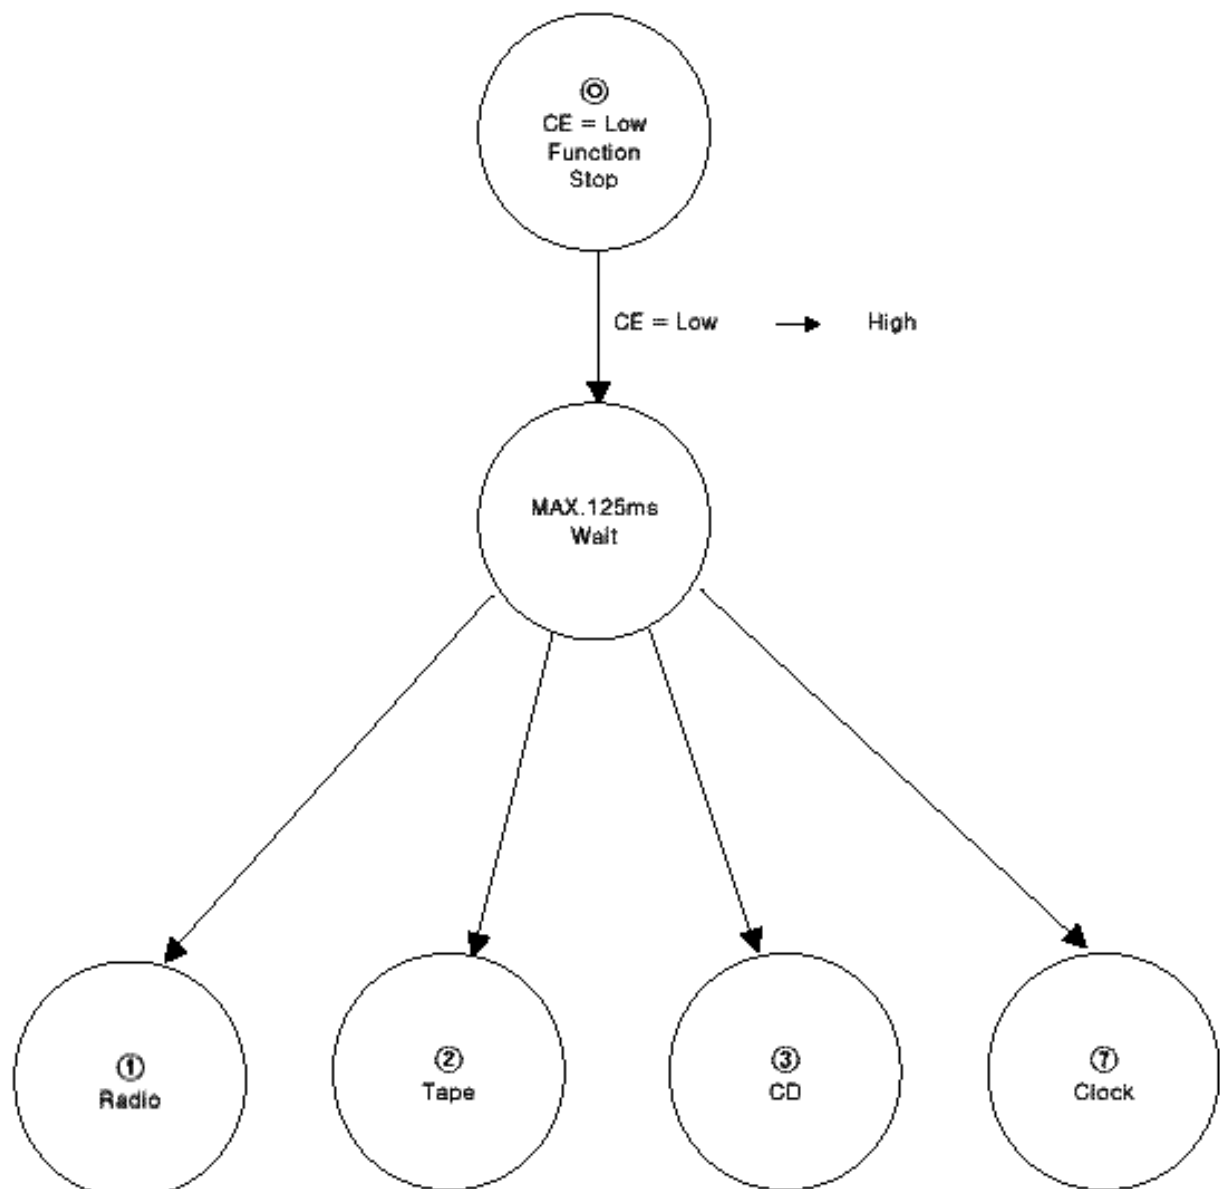 ◎
CE = Low
Function
Stop
CE = Low → High
MAX.125ms
Wait
①
Radio
②
Tape
③
CD
⑦
Clock